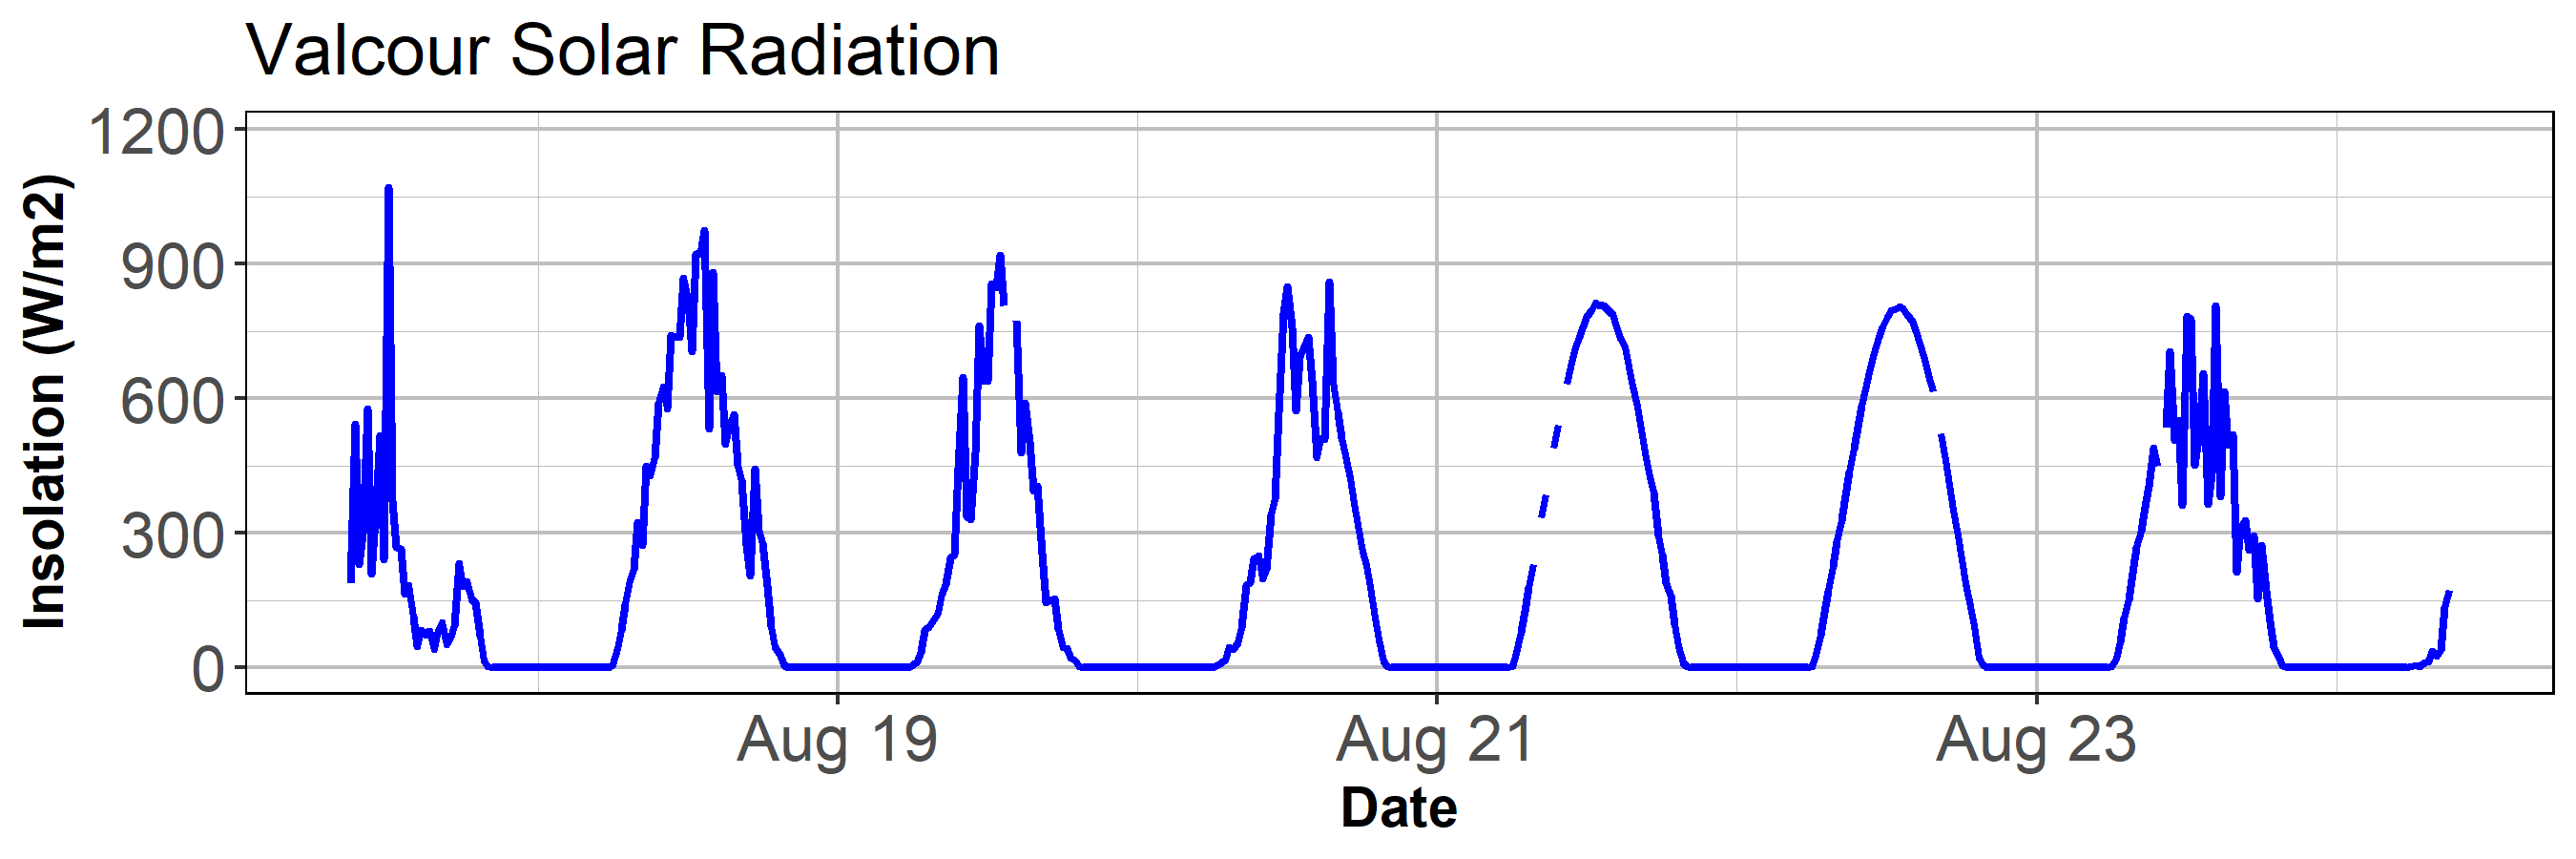 Valcour Solar Radiation
1200
900
600
300
0
Insolation (W/m2)
Aug 19
Aug 21
Aug 23
Date